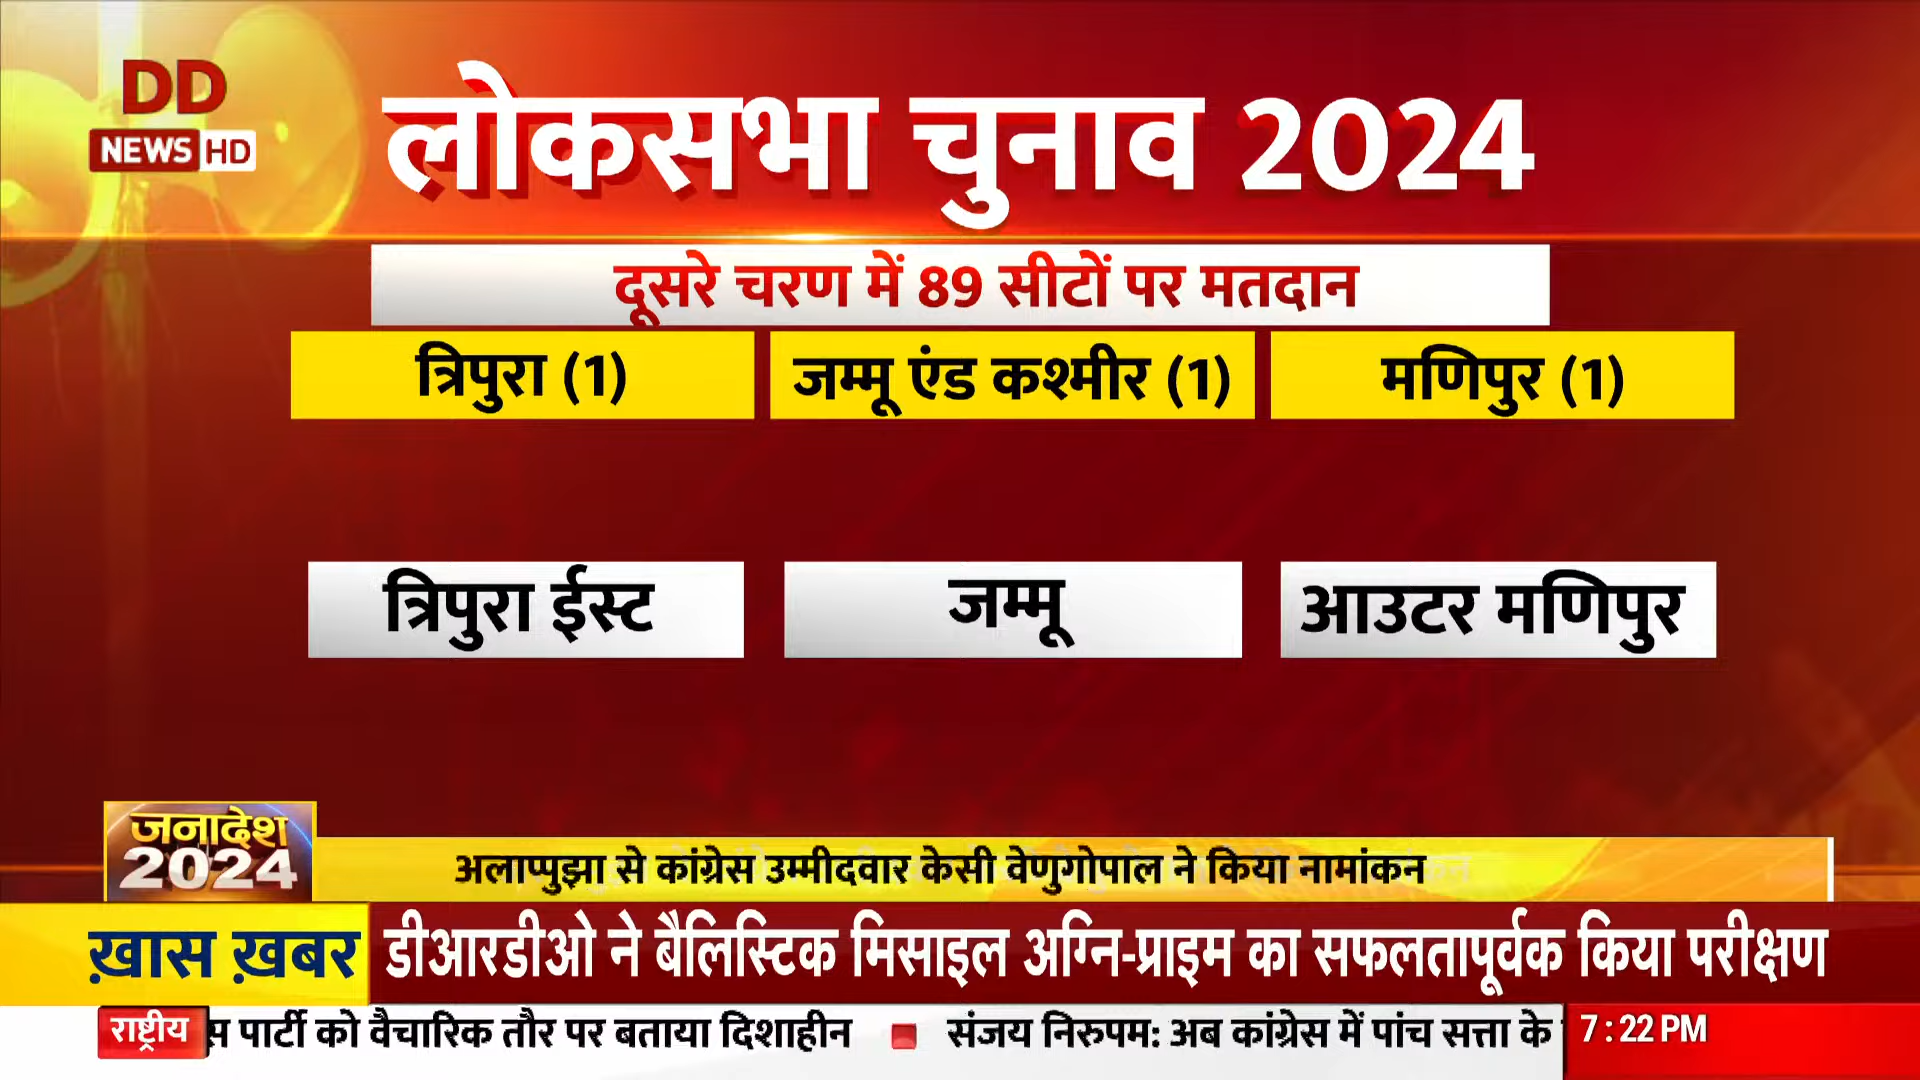 DD
NEWS HD
लोकसभा चुनाव 2024
दूसरे चरण में 89 सीटों पर मतदान
त्रिपुरा (1)
जम्मू एंड कश्मीर (1)
मणिपुर (1)
त्रिपुरा ईस्ट
जम्मू
आउटर मणिपुर
जनादेश
2024
अलाप्पुझा से कांग्रेस उम्मीदवार केसी वेणुगोपाल ने किया नामांकन
ख़ास ख़बर
डीआरडीओ ने बैलिस्टिक मिसाइल अग्नि-प्राइम का सफलतापूर्वक किया परीक्षण
राष्ट्रीय
स पार्टी को वैचारिक तौर पर बताया दिशाहीन
संजय निरुपम: अब कांग्रेस में पांच सत्ता के
7:22 PM